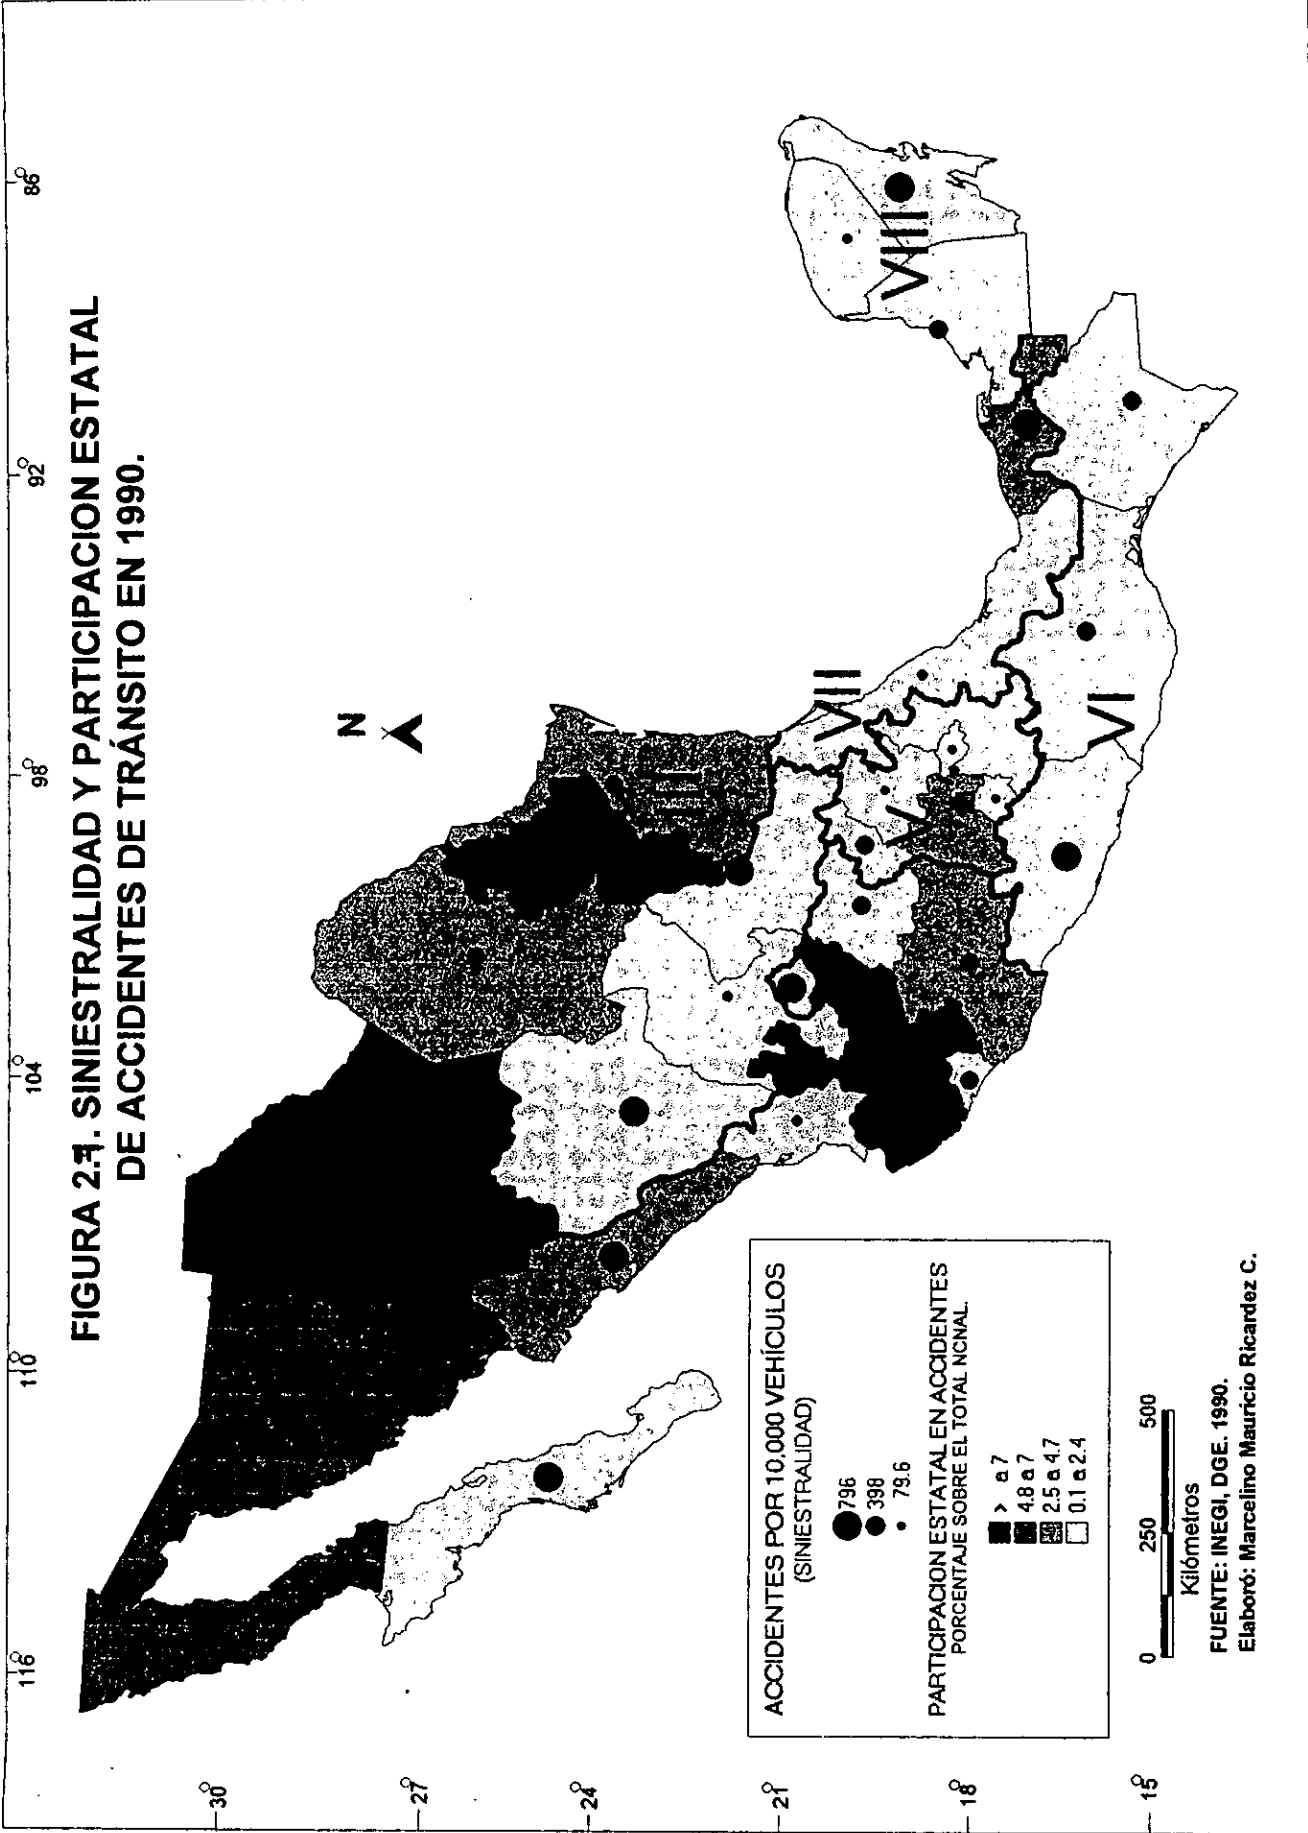 FIGURA 2.1. SINIESTRALIDAD Y PARTICIPACION ESTATAL
DE ACCIDENTES DE TRÁNSITO EN 1990.
116°
110°
104°
98°
92°
86°
30°
27°
24°
21°
18°
15°
N
III
VII
V
VI
VIII
ACCIDENTES POR 10,000 VEHÍCULOS
(SINIESTRALIDAD)
796
398
79.6
PARTICIPACION ESTATAL EN ACCIDENTES
PORCENTAJE SOBRE EL TOTAL NCNAL.
> a 7
4.8 a 7
2.5 a 4.7
0.1 a 2.4
0 250 500
Kilómetros
FUENTE: INEGI, DGE. 1990.
Elaboró: Marcelino Mauricio Ricardez C.